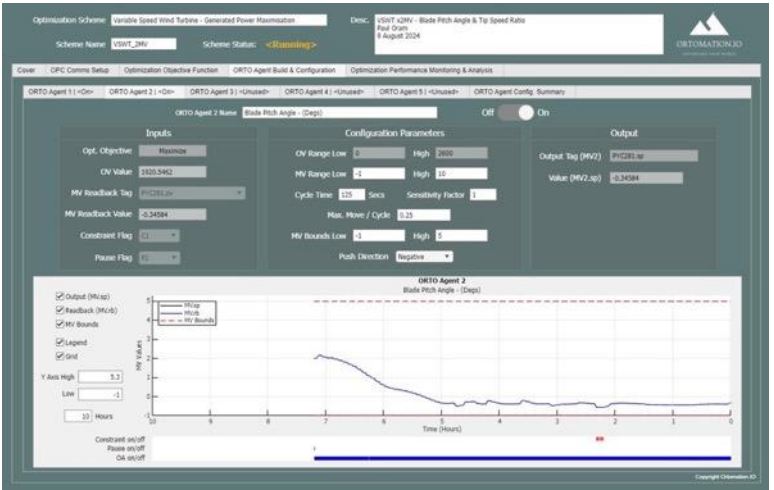 Optimization Scheme Variable Speed Wind Turbine - Generated Power Maximisation
Desc. VSWT x2MV - Blade Pitch Angle & Tip Speed Ratio
Paul Oram
8 August 2024
Scheme Name VSWT_2MV Scheme Status: <Running>
ORTOMATION.IO
Cover OPC Comms Setup Optimization Objective Function ORTO Agent Build & Configuration Optimization Performance Monitoring & Analysis
ORTO Agent 1 | <On> ORTO Agent 2 | <On> ORTO Agent 3 | <Unused> ORTO Agent 4 | <Unused> ORTO Agent 5 | <Unused> ORTO Agent Config. Summary
ORTO Agent 2 Name Blade Pitch Angle - (Degs) Off On
Inputs
Opt. Objective Maximize
OV Value 1920.5462
MV Readback Tag PYC281.pv
MV Readback Value -0.34584
Constraint Flag C1
Pause Flag
Configuration Parameters
OV Range Low 0 High 2600
MV Range Low -1 High 10
Cycle Time 125 Secs Sensitivity Factor 1
Max. Move / Cycle 0.25
MV Bounds Low -1 High 5
Push Direction Negative
Output
Output Tag (MV2) PYC281.sp
Value (MV2.sp) -0.34584
ORTO Agent 2
Blade Pitch Angle - (Degs)
Output (MV.sp)
Readback (MV.rb)
MV Bounds
Legend
Grid
Y Axis High 5.3
Low -1
10 Hours
MV.sp
MV.rb
MV Bounds
MV Values
5
4
3
2
1
0
-1
10 9 8 7 6 5 4 3 2 1 0
Time (Hours)
Constraint on/off
Pause on/off
OA on/off
Copyright Ortomation.IO